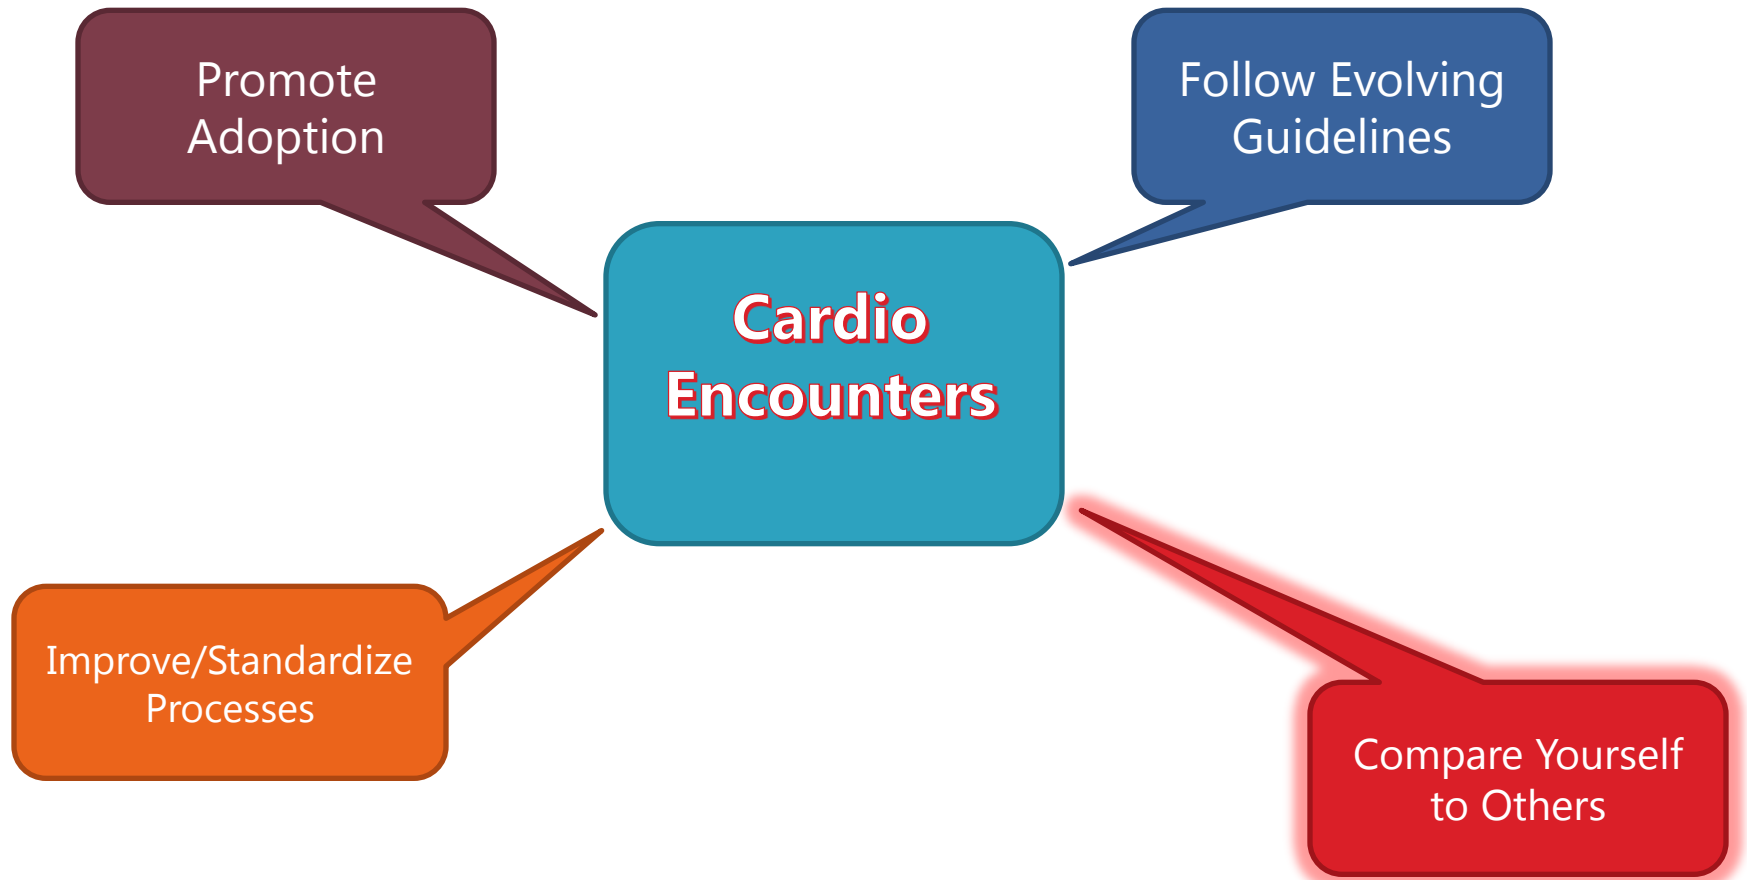 Promote
Adoption
Follow Evolving
Guidelines
Cardio
Encounters
Improve/Standardize
Processes
Compare Yourself
to Others